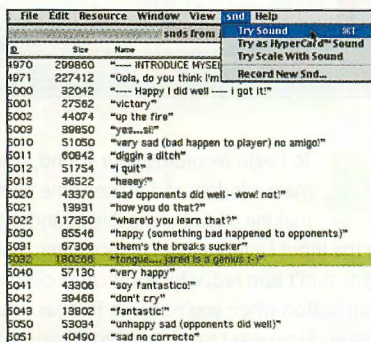 File Edit Resource Window View snd Help
snds from
Try Sound ⌘T
Try as HyperCard™ Sound
Try Scale With Sound
Record New Snd...
ID Size Name
4970 299860 "---- INTRODUCE MYSEL
4971 227412 "Oola, do you think I'm
5000 32042 "---- Happy I did well ---- i got it!"
5001 27562 "victory"
5002 44074 "up the fire"
5003 39850 "yes...si!"
5010 51050 "very sad (bad happen to player) no amigo!"
5011 60842 "diggin a ditch"
5012 51754 "i quit"
5013 36522 "heeey!"
5020 43370 "sad opponents did well - wow! not!"
5021 13931 "how you do that?"
5022 117350 "where'd you learn that?"
5030 85546 "happy (something bad happened to opponents)"
5031 67306 "them's the breaks sucker"
5032 180266 "tongue.... jared is a genius :-)"
5040 57130 "very happy"
5041 43306 "soy fantastico!"
5042 39466 "don't cry"
5043 13802 "fantastic!"
5050 53034 "unhappy sad (opponents did well)"
5051 40490 "sad no correcto"